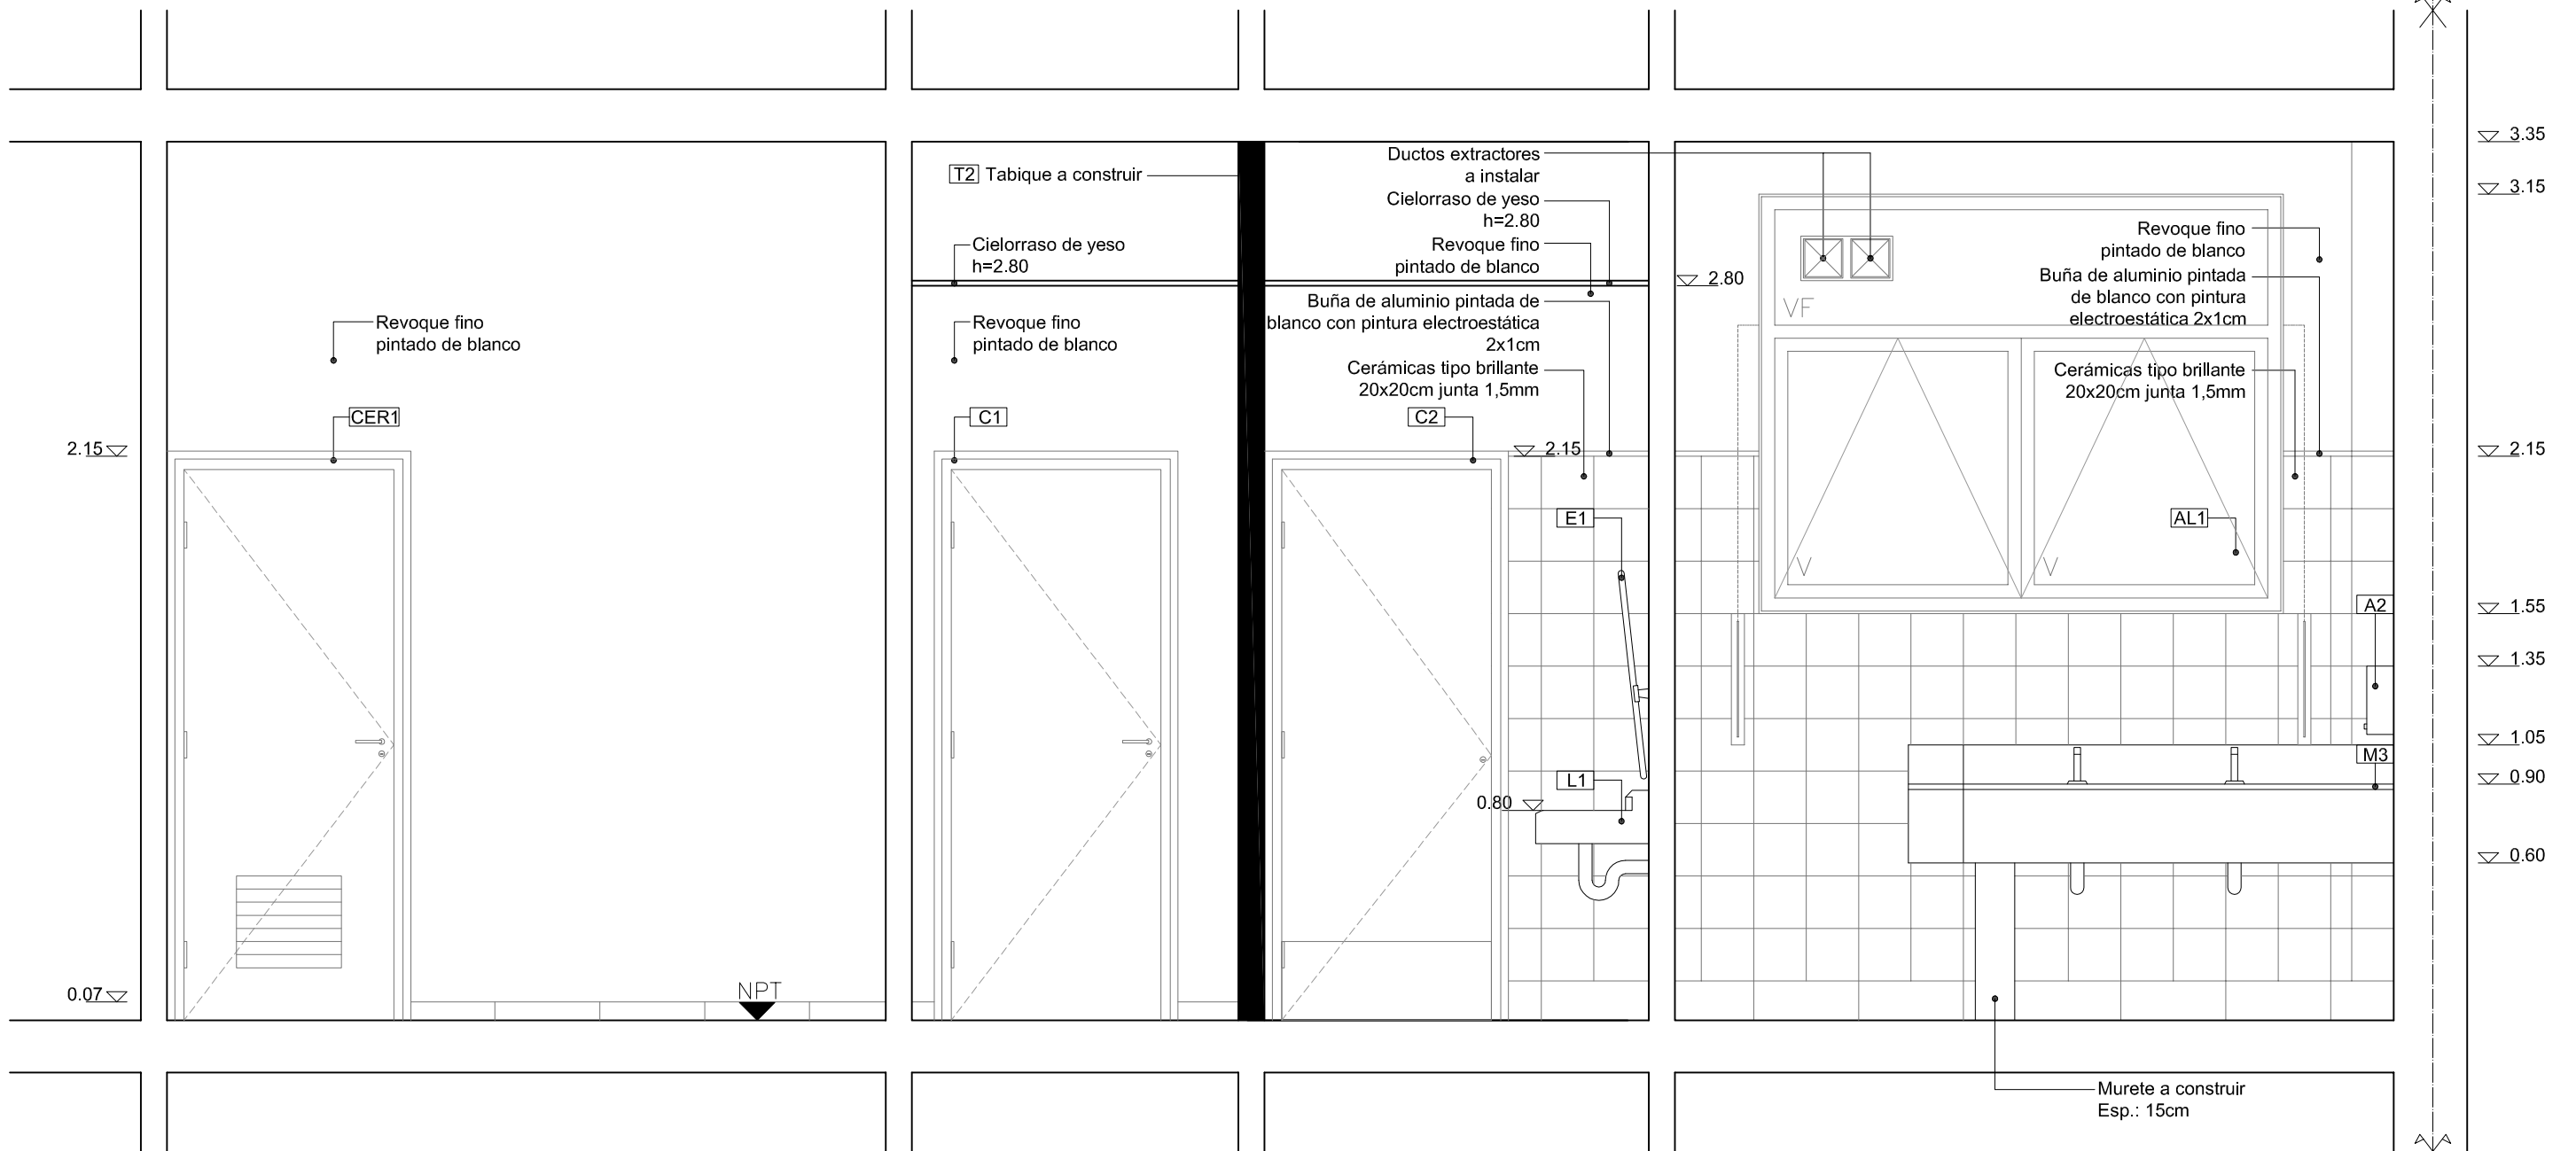 3.35
3.15
T2 Tabique a construir
Ductos extractores
a instalar
Cielorraso de yeso
h=2.80
Revoque fino
pintado de blanco
Cielorraso de yeso
h=2.80
2.80
Revoque fino
pintado de blanco
Buña de aluminio pintada
de blanco con pintura
electroestática 2x1cm
VF
Revoque fino
pintado de blanco
Revoque fino
pintado de blanco
Buña de aluminio pintada de
blanco con pintura electroestática
2x1cm
Cerámicas tipo brillante
20x20cm junta 1,5mm
Cerámicas tipo brillante
20x20cm junta 1,5mm
CER1
C1
C2
2.15
2.15
2.15
E1
AL1
V
V
A2
1.55
1.35
1.05
M3
0.90
L1
0.80
0.60
0.07
NPT
Murete a construir
Esp.: 15cm